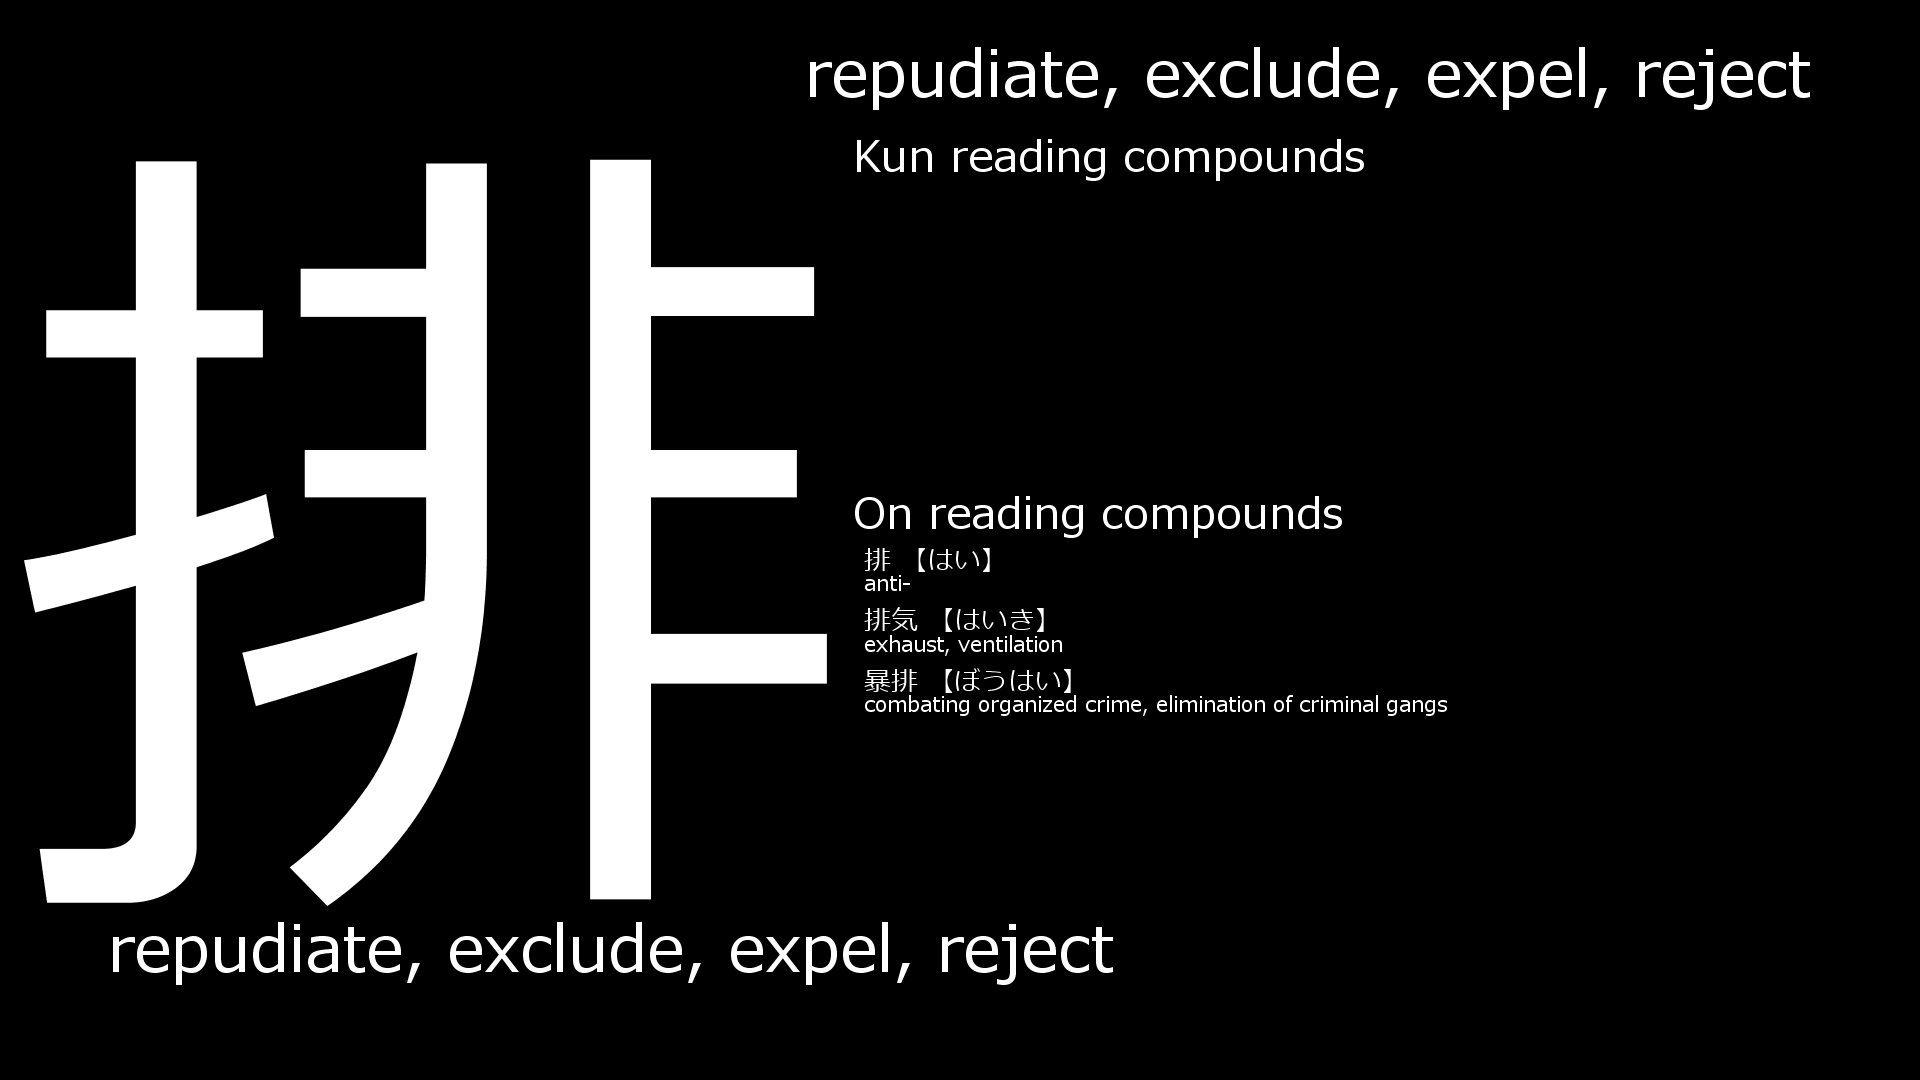 排
repudiate, exclude, expel, reject
Kun reading compounds
On reading compounds
排 【はい】
anti-
排気 【はいき】
exhaust, ventilation
暴排 【ぼうはい】
combating organized crime, elimination of criminal gangs
repudiate, exclude, expel, reject